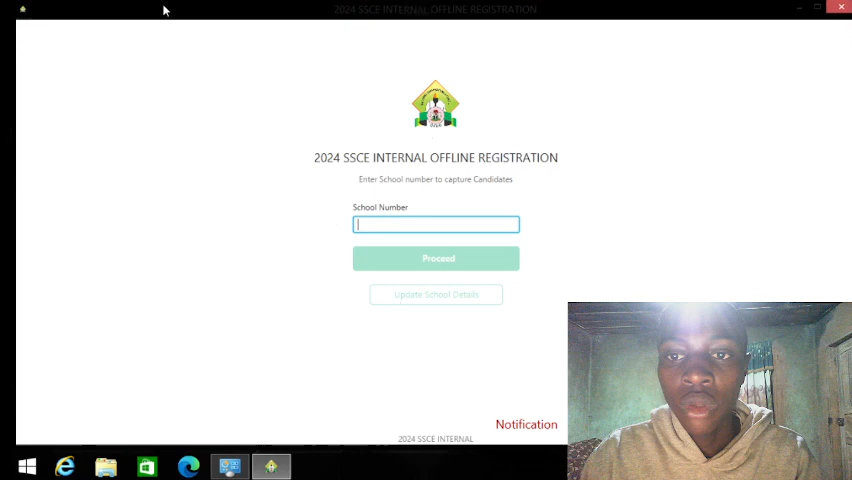 2024 SSCE INTERNAL OFFLINE REGISTRATION
2024 SSCE INTERNAL OFFLINE REGISTRATION
Enter School number to capture Candidates
School Number
Proceed
Update School Details
Notification
2024 SSCE INTERNAL